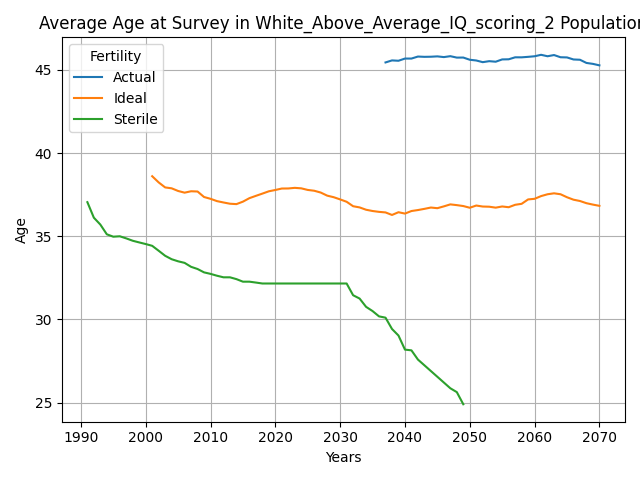 Average Age at Survey in White_Above_Average_IQ_scoring_2 Population
Fertility
Actual
Ideal
Sterile
45
40
35
30
25
Age
1990 2000 2010 2020 2030 2040 2050 2060 2070
Years